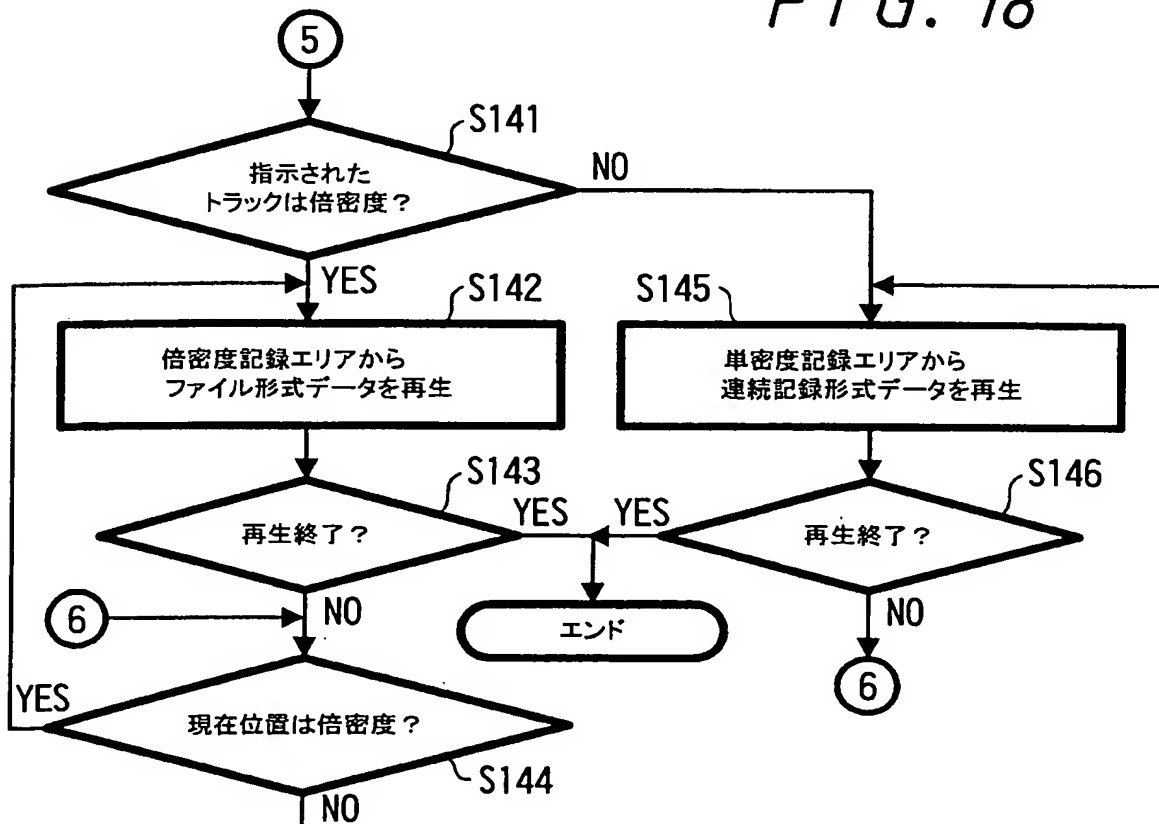 FIG. 18
5
S141
指示された
トラックは倍密度？
NO
YES
S142
S145
倍密度記録エリアから
ファイル形式データを再生
単密度記録エリアから
連続記録形式データを再生
S143
S146
再生終了？
YES
YES
再生終了？
6
NO
エンド
NO
6
YES
現在位置は倍密度？
S144
NO